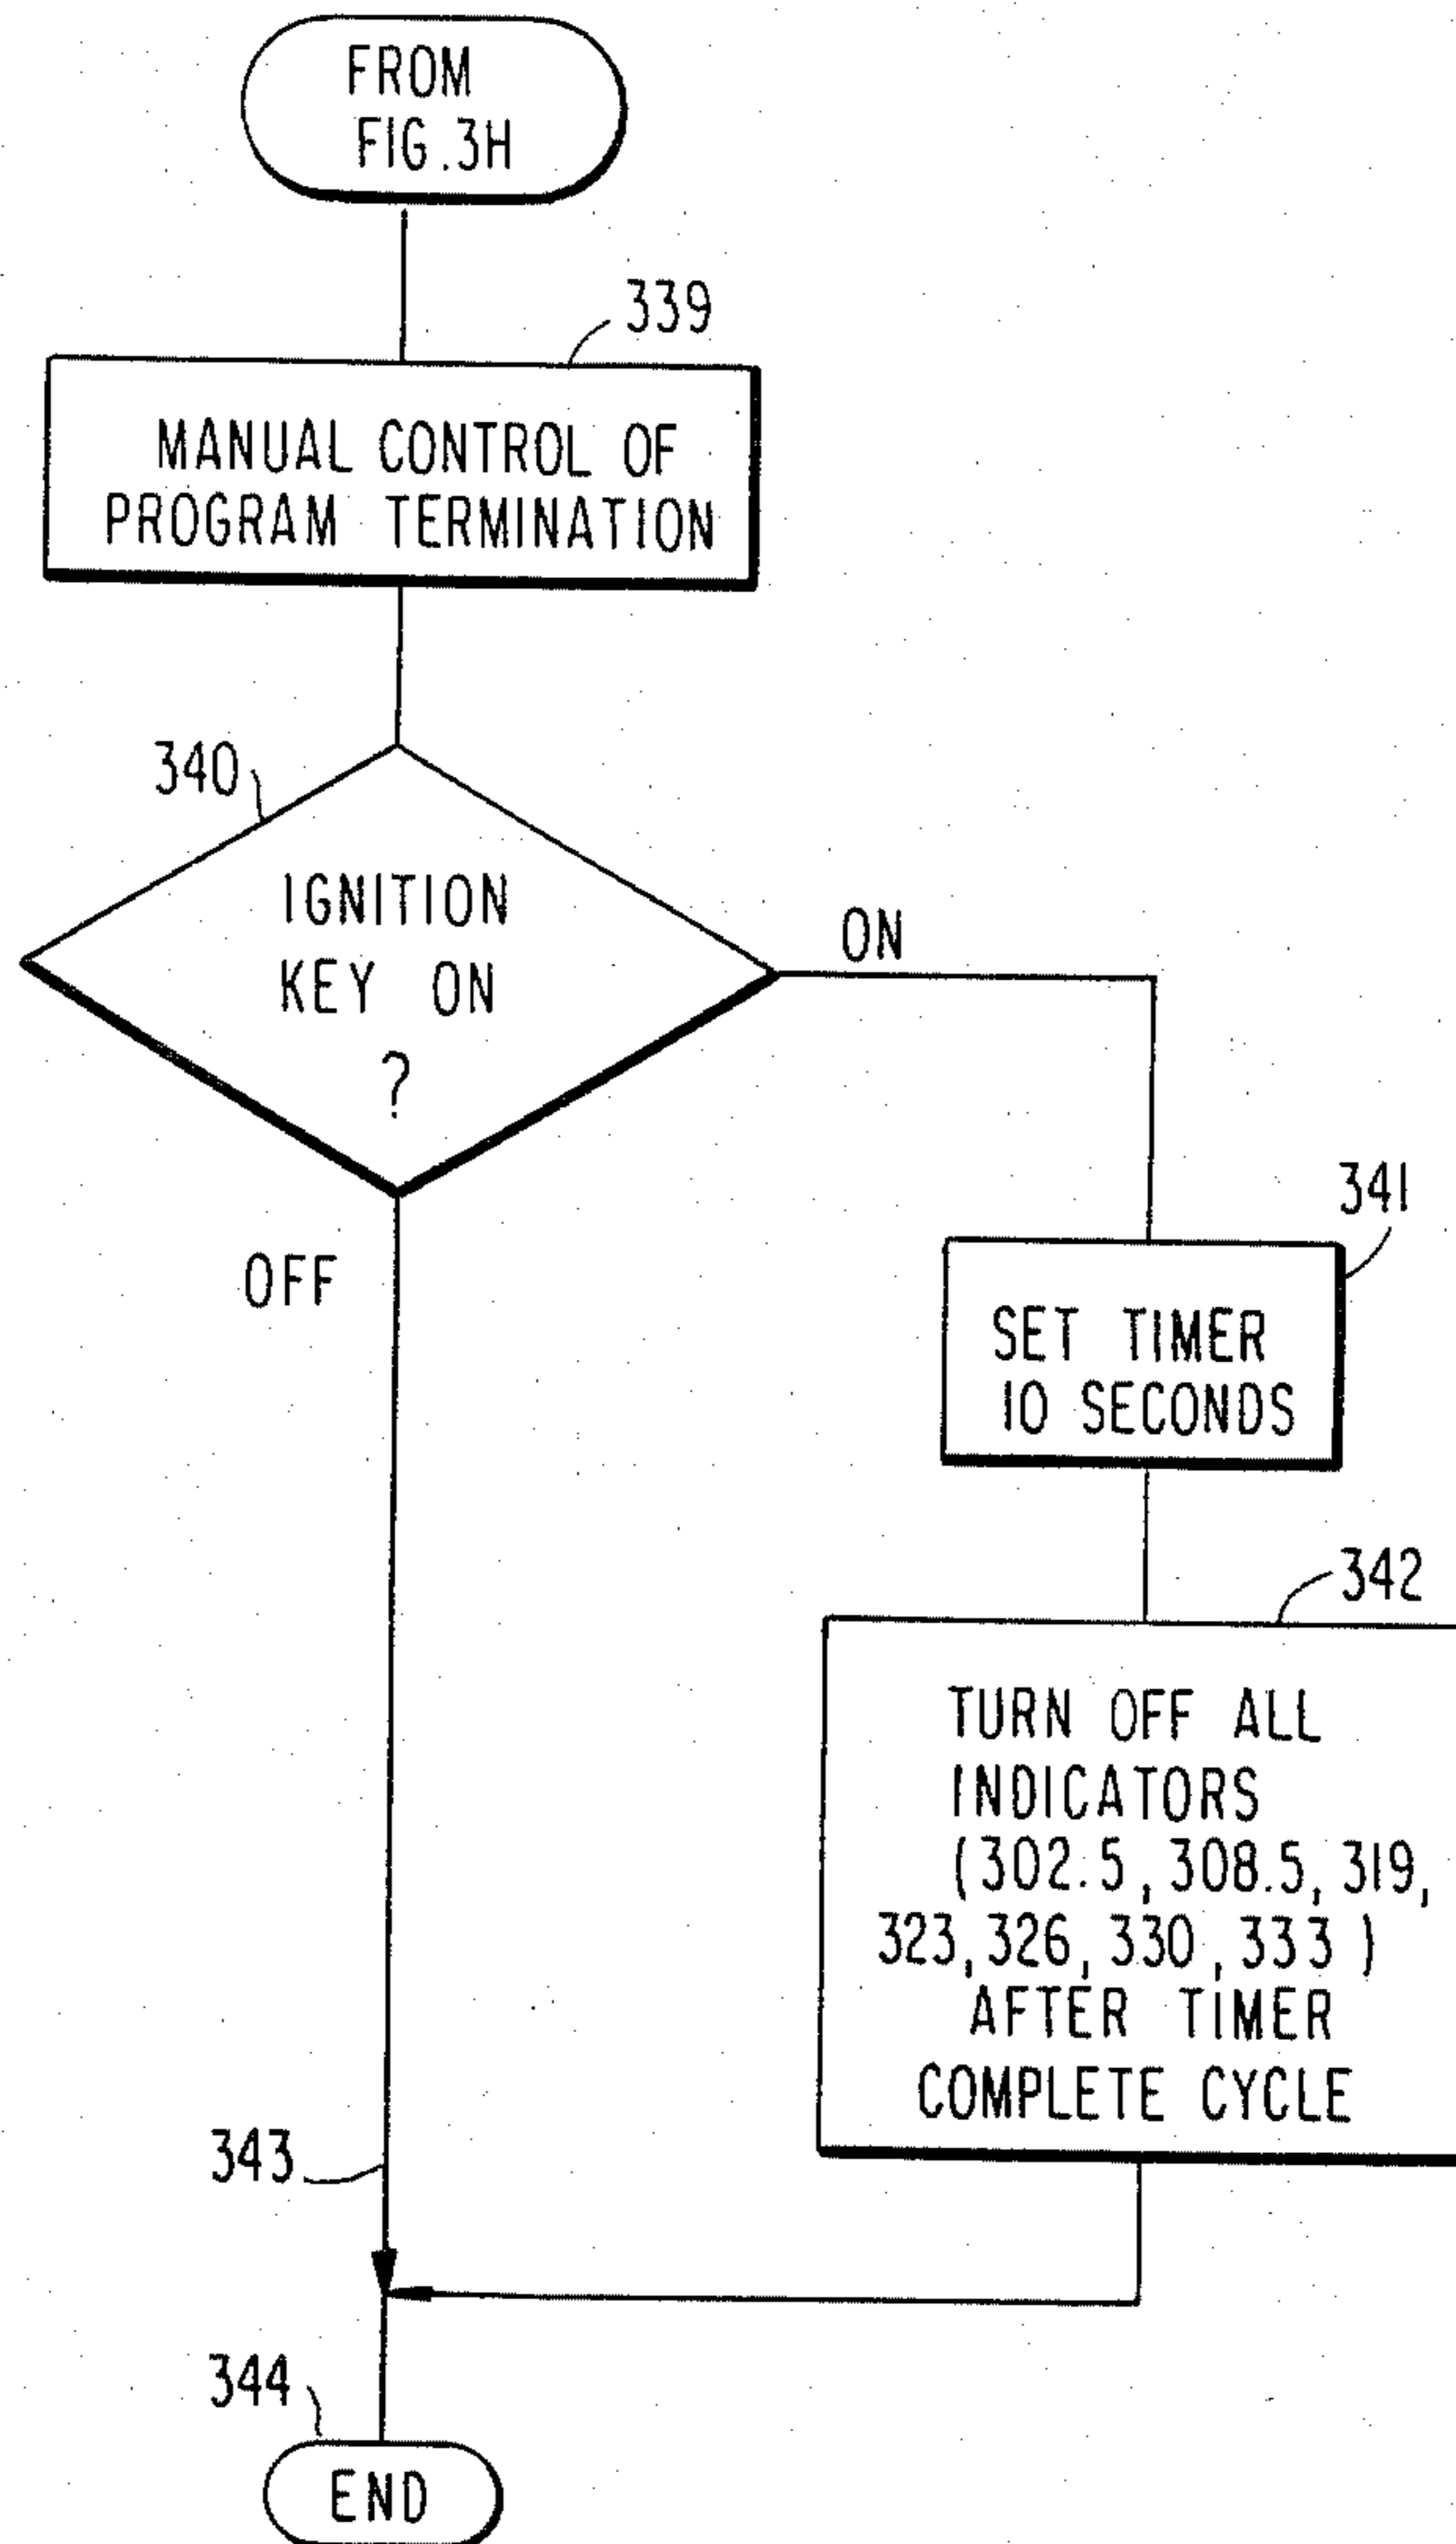 FROM
FIG.3H
339
MANUAL CONTROL OF
PROGRAM TERMINATION
340
IGNITION
KEY ON
?
ON
OFF
341
SET TIMER
10 SECONDS
342
TURN OFF ALL
INDICATORS
(302.5, 308.5, 319,
323, 326, 330, 333)
AFTER TIMER
COMPLETE CYCLE
343
344
END